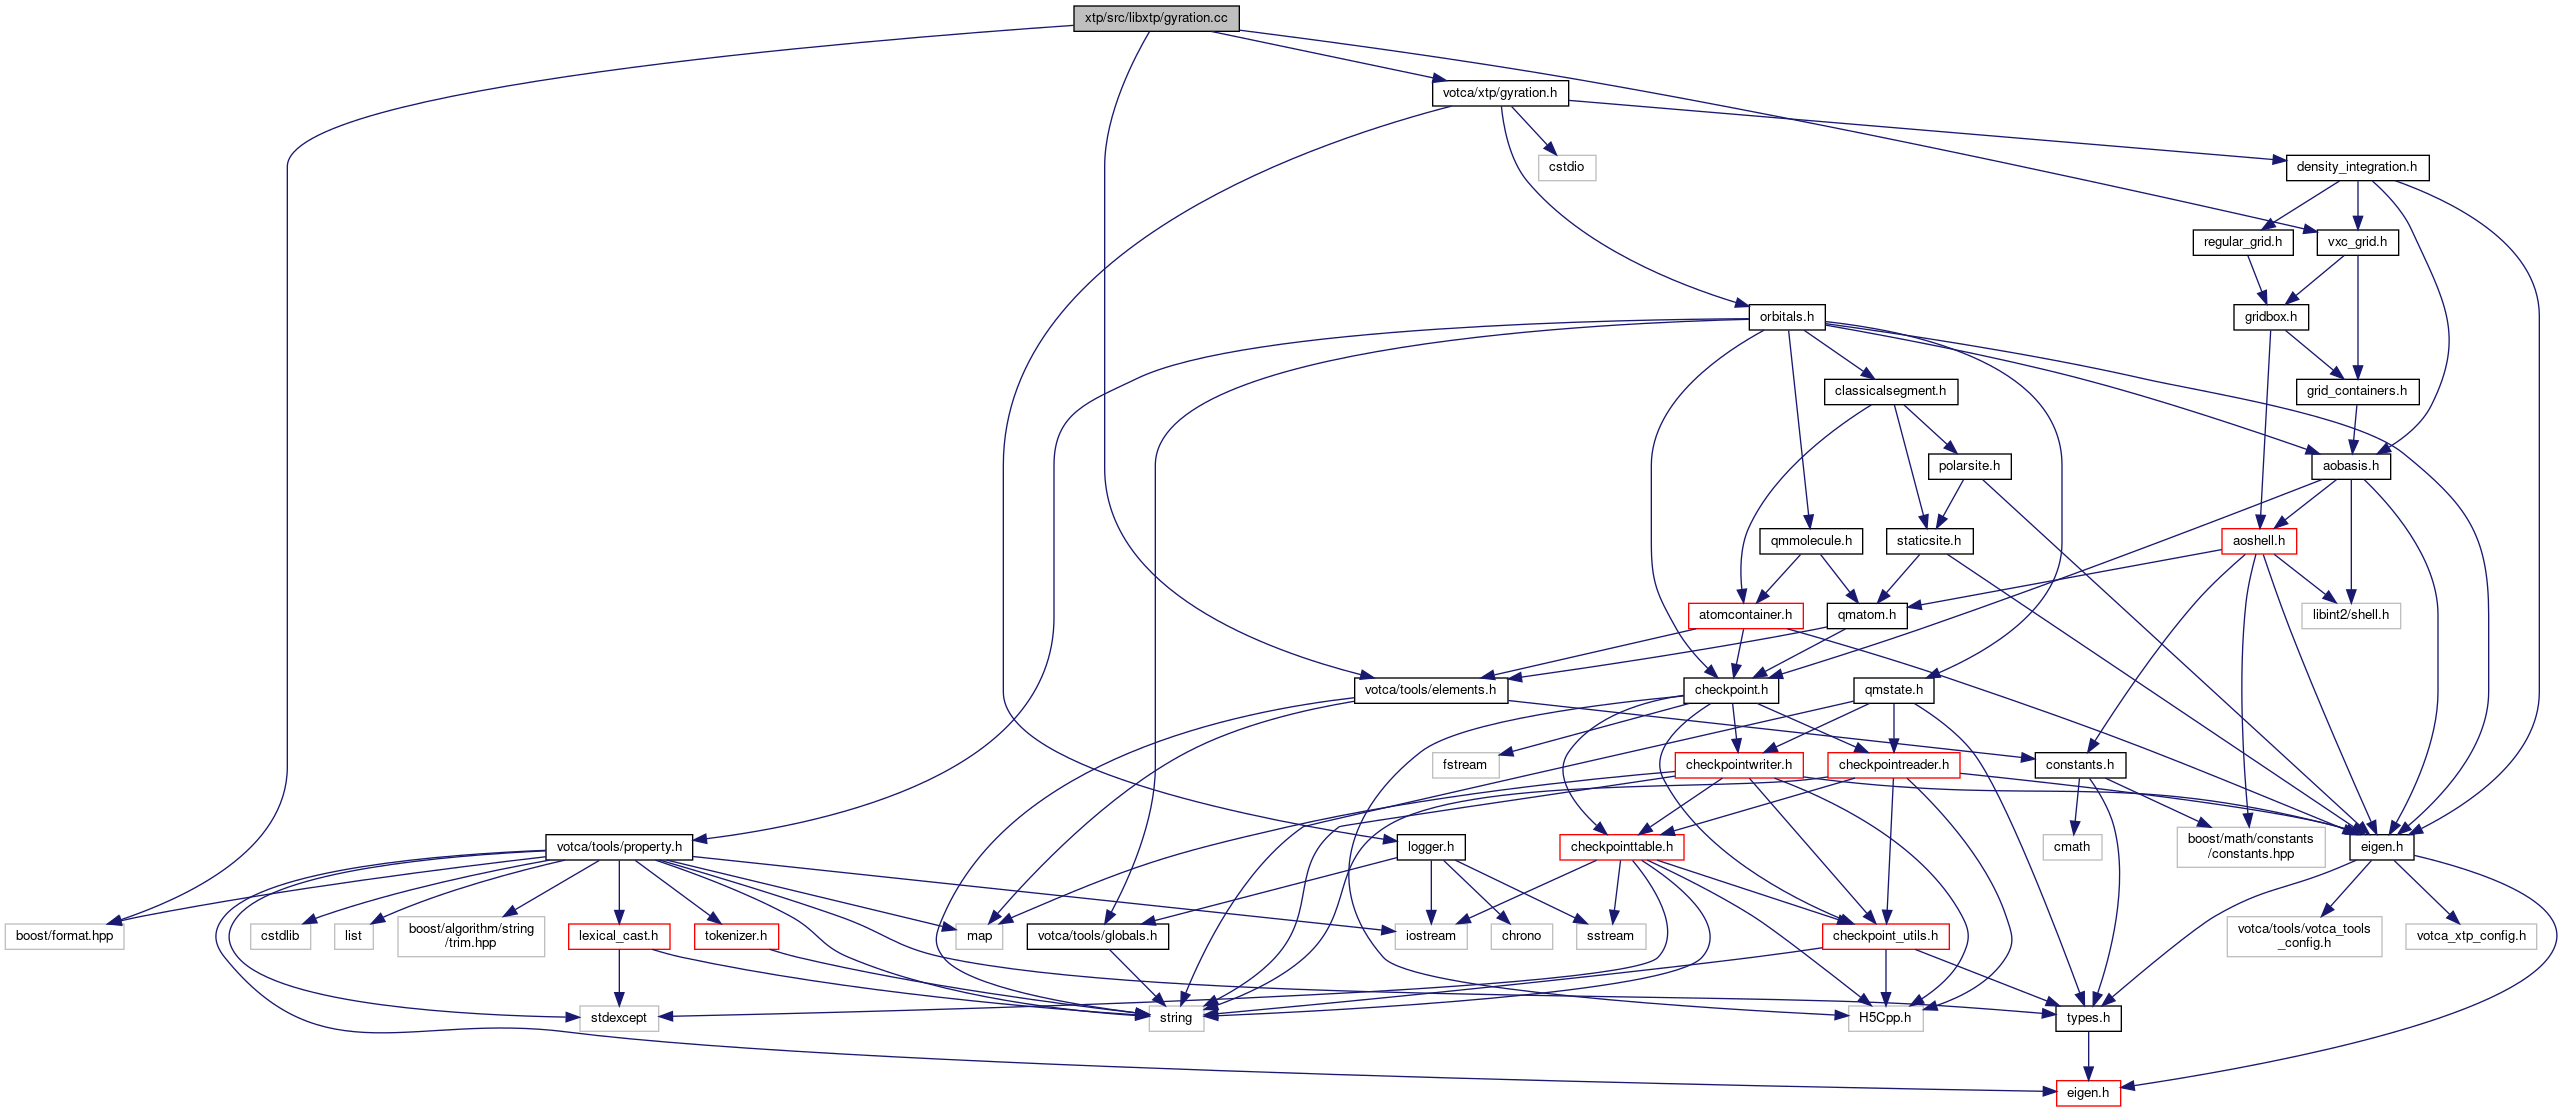 xtp/src/libxtp/gyration.cc
votca/xtp/gyration.h
cstdio
density_integration.h
regular_grid.h
vxc_grid.h
orbitals.h
gridbox.h
classicalsegment.h
grid_containers.h
polarsite.h
aobasis.h
qmmolecule.h
staticsite.h
aoshell.h
atomcontainer.h
qmatom.h
libint2/shell.h
votca/tools/elements.h
checkpoint.h
qmstate.h
fstream
checkpointwriter.h
checkpointreader.h
constants.h
votca/tools/property.h
logger.h
checkpointtable.h
cmath
boost/math/constants
/constants.hpp
eigen.h
boost/format.hpp
cstdlib
list
boost/algorithm/string
/trim.hpp
lexical_cast.h
tokenizer.h
map
votca/tools/globals.h
iostream
chrono
sstream
checkpoint_utils.h
votca/tools/votca_tools
_config.h
votca_xtp_config.h
stdexcept
string
H5Cpp.h
types.h
eigen.h